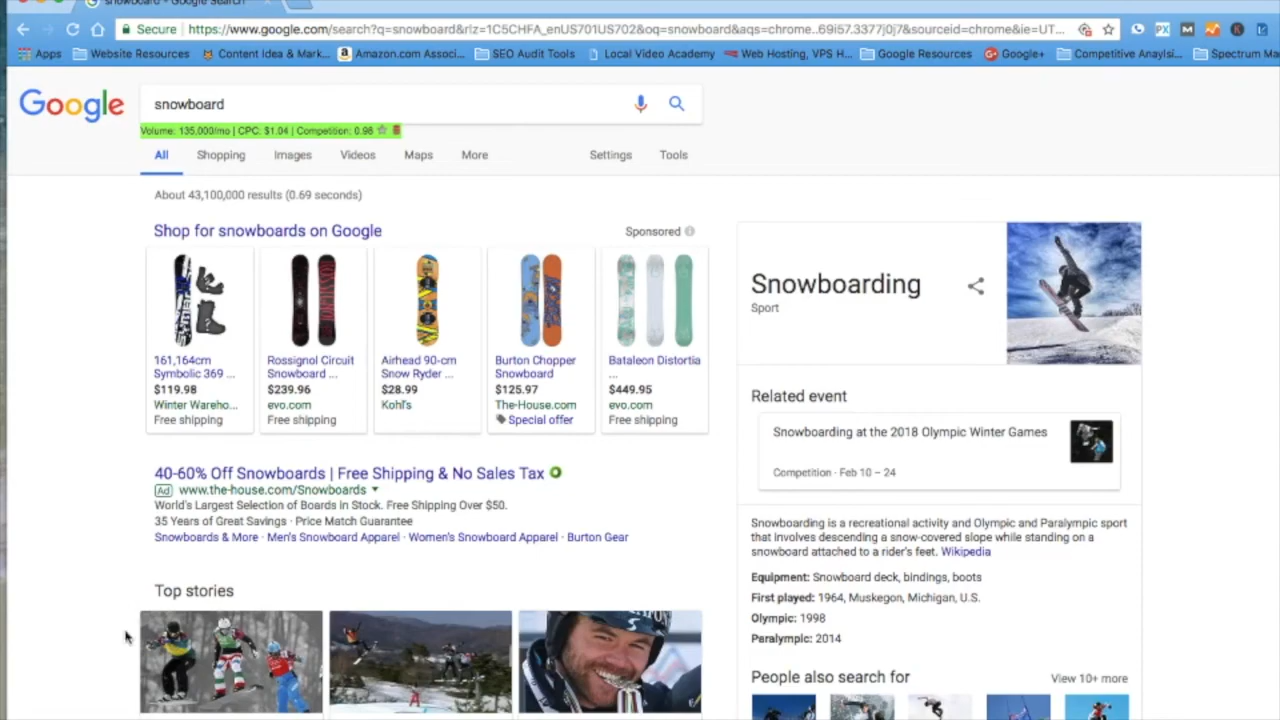 snowboard - Google Search
Secure | https://www.google.com/search?q=snowboard&rlz=1C5CHFA_enUS701US702&oq=snowboard&aqs=chrome..69i57.3377j0j7&sourceid=chrome&ie=UT...
Apps Website Resources Content Idea & Mark... Amazon.com Associ... SEO Audit Tools Local Video Academy Web Hosting, VPS H... Google Resources Google+ Competitive Anaylsi... Spectrum Ma
Google snowboard
Volume: 135,000/mo | CPC: $1.04 | Competition: 0.98
All Shopping Images Videos Maps More Settings Tools
About 43,100,000 results (0.69 seconds)
Shop for snowboards on Google Sponsored
161,164cm
Symbolic 369 ...
$119.98
Winter Wareho...
Free shipping
Rossignol Circuit
Snowboard ...
$239.96
evo.com
Free shipping
Airhead 90-cm
Snow Ryder ...
$28.99
Kohl's
Burton Chopper
Snowboard
$125.97
The-House.com
Special offer
Bataleon Distortia
...
$449.95
evo.com
Free shipping
40-60% Off Snowboards | Free Shipping & No Sales Tax
Ad www.the-house.com/Snowboards
World's Largest Selection of Boards in Stock. Free Shipping Over $50.
35 Years of Great Savings · Price Match Guarantee
Snowboards & More · Men's Snowboard Apparel · Women's Snowboard Apparel · Burton Gear
Top stories
Snowboarding
Sport
Related event
Snowboarding at the 2018 Olympic Winter Games
Competition · Feb 10 – 24
Snowboarding is a recreational activity and Olympic and Paralympic sport
that involves descending a snow-covered slope while standing on a
snowboard attached to a rider's feet. Wikipedia
Equipment: Snowboard deck, bindings, boots
First played: 1964, Muskegon, Michigan, U.S.
Olympic: 1998
Paralympic: 2014
People also search for View 10+ more